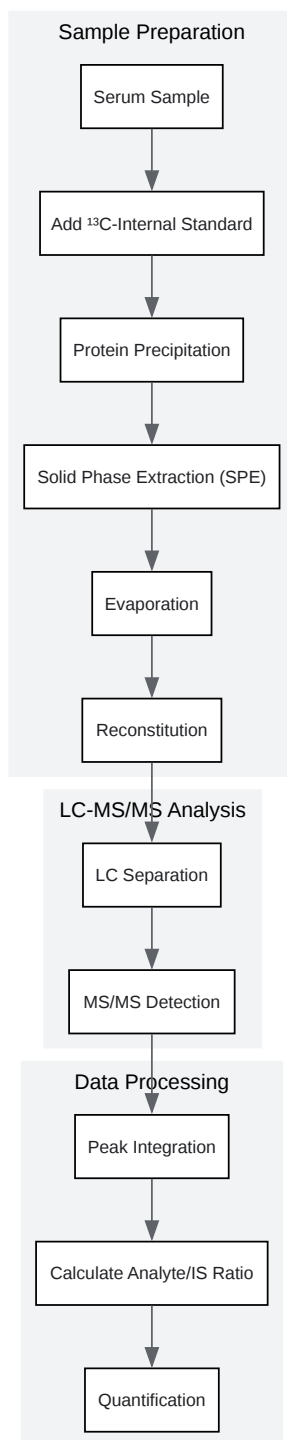 Sample Preparation
Serum Sample
Add ¹³C-Internal Standard
Protein Precipitation
Solid Phase Extraction (SPE)
Evaporation
Reconstitution
LC-MS/MS Analysis
LC Separation
MS/MS Detection
Data Processing
Peak Integration
Calculate Analyte/IS Ratio
Quantification